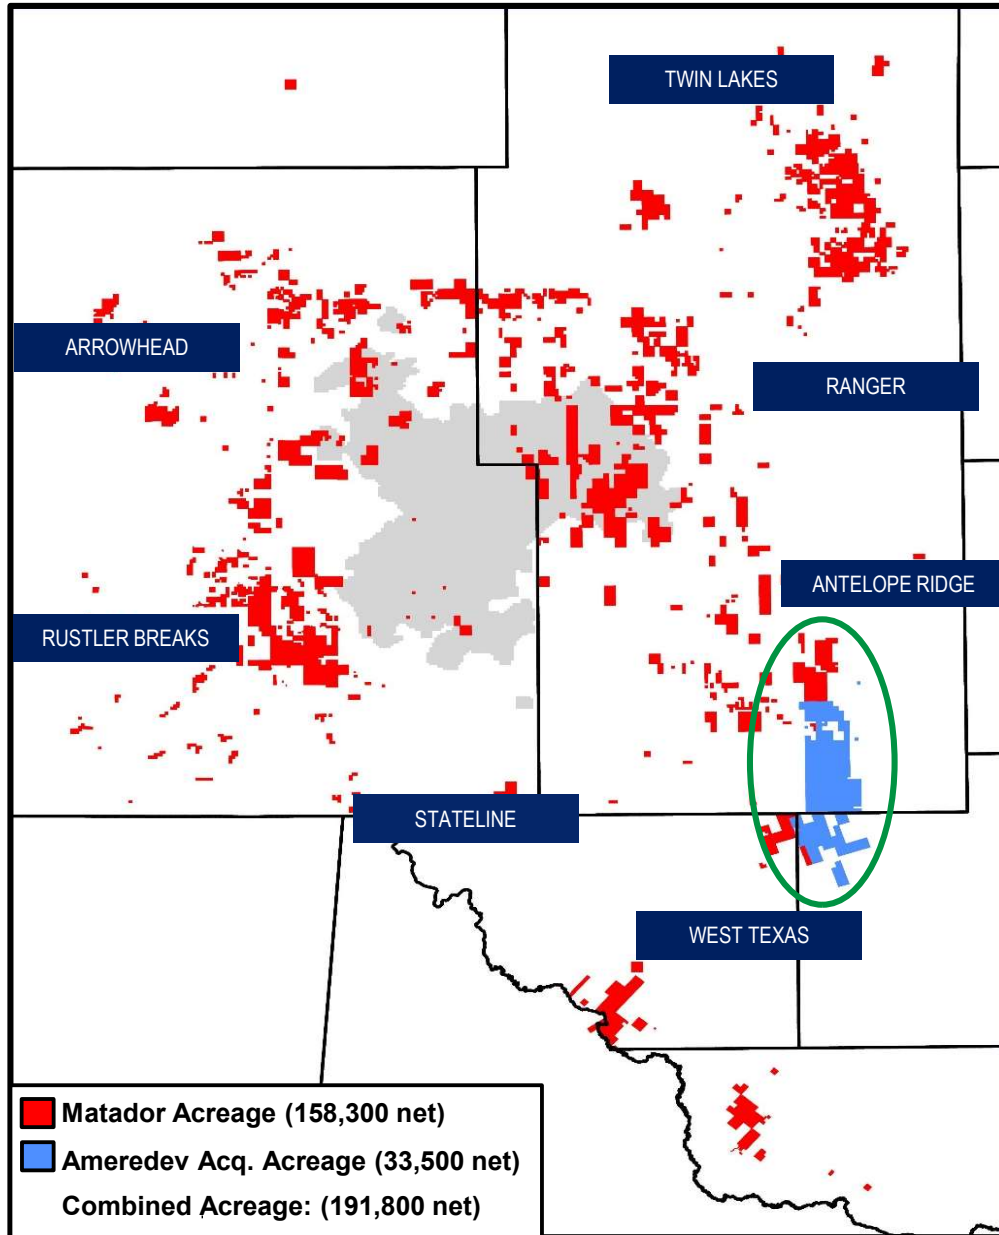 TWIN LAKES
ARROWHEAD
RANGER
ANTELOPE RIDGE
RUSTLER BREAKS
STATELINE
WEST TEXAS
Matador Acreage (158,300 net)
Ameredev Acq. Acreage (33,500 net)
Combined Acreage: (191,800 net)